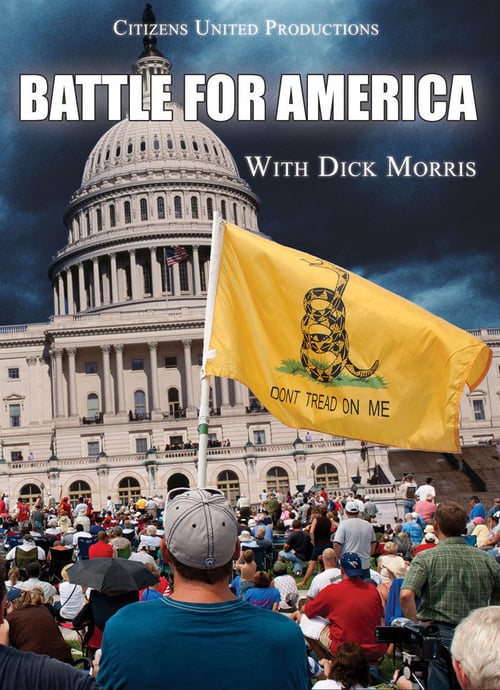 CITIZENS UNITED PRODUCTIONS
BATTLE FOR AMERICA
WITH DICK MORRIS
DONT TREAD ON ME